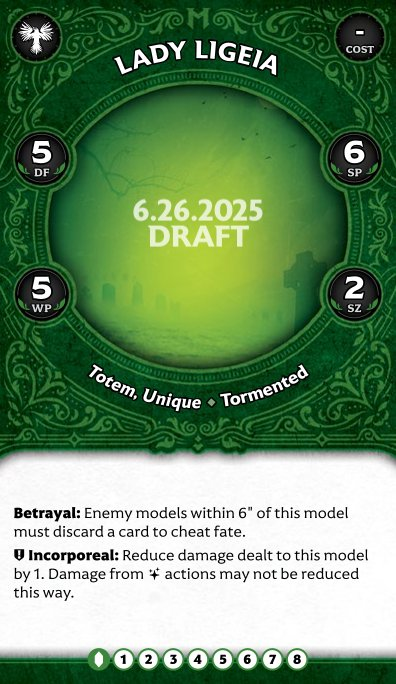 LADY LIGEIA
-
COST
5
DF
6
SP
6.26.2025
DRAFT
5
WP
2
SZ
Totem, Unique ◆ Tormented
Betrayal: Enemy models within 6" of this model
must discard a card to cheat fate.
Incorporeal: Reduce damage dealt to this model
by 1. Damage from actions may not be reduced
this way.
1 2 3 4 5 6 7 8